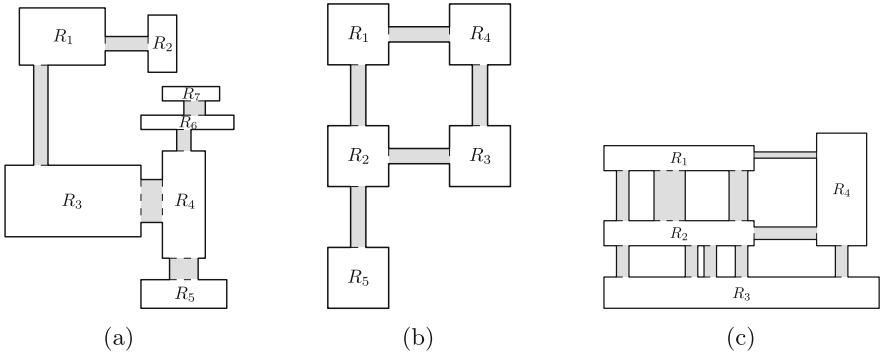 R₁ R₂
R₇
R₆
R₃ R₄
R₅
(a)
R₁ R₄
R₂ R₃
R₅
(b)
R₁
R₄
R₂
R₃
(c)